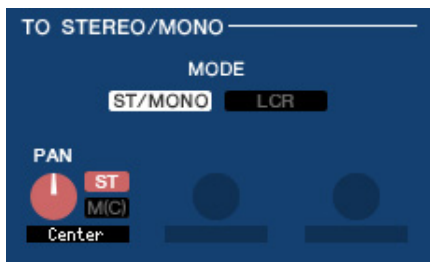 TO STEREO/MONO
MODE
ST/MONO LCR
PAN
ST
M(C)
Center